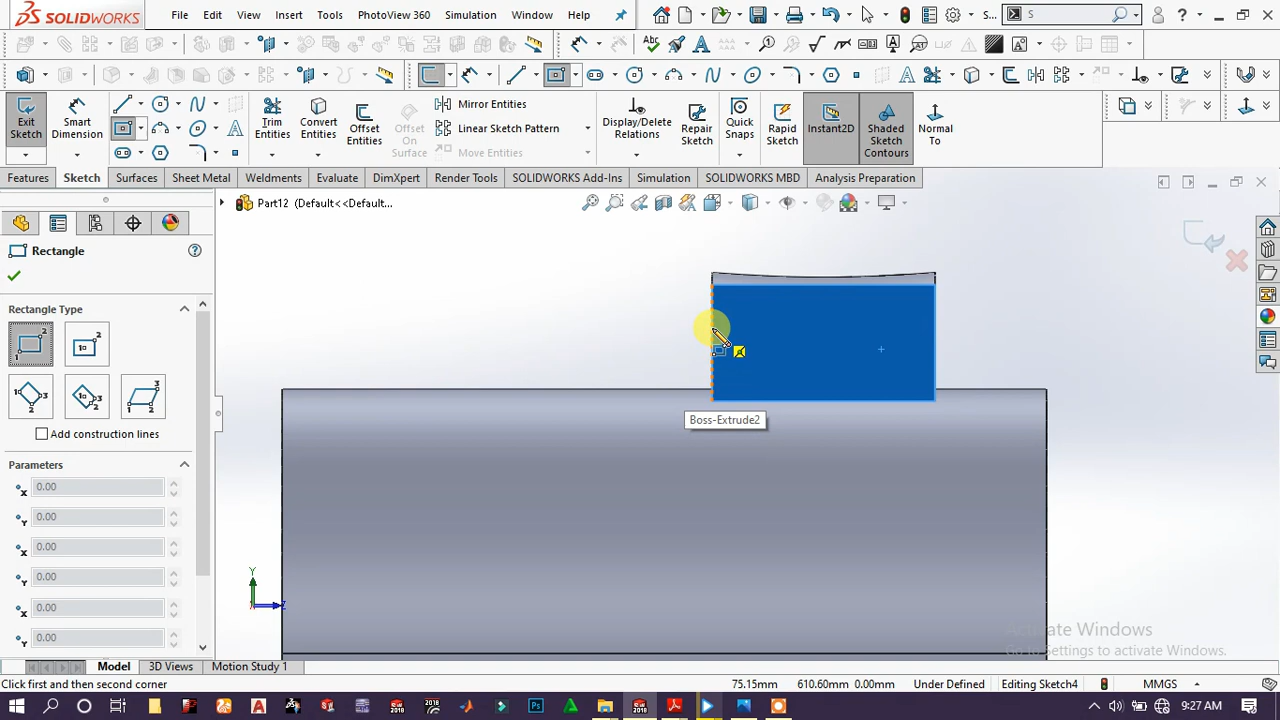 SOLIDWORKS File Edit View Insert Tools PhotoView 360 Simulation Window Help S... S
Exit Sketch
Smart Dimension
Trim Entities
Convert Entities
Offset Entities
Offset On Surface
Mirror Entities
Linear Sketch Pattern
Move Entities
Display/Delete Relations
Repair Sketch
Quick Snaps
Rapid Sketch
Instant2D
Shaded Sketch Contours
Normal To
Features Sketch Surfaces Sheet Metal Weldments Evaluate DimXpert Render Tools SOLIDWORKS Add-Ins Simulation SOLIDWORKS MBD Analysis Preparation
Part12 (Default<<Default...
Rectangle
Rectangle Type
Add construction lines
Parameters
0.00
0.00
0.00
0.00
0.00
0.00
Boss-Extrude2
Y
Z
Activate Windows
Go to Settings to activate Windows.
Model 3D Views Motion Study 1
Click first and then second corner 75.15mm 610.60mm 0.00mm Under Defined Editing Sketch4 MMGS
9:27 AM